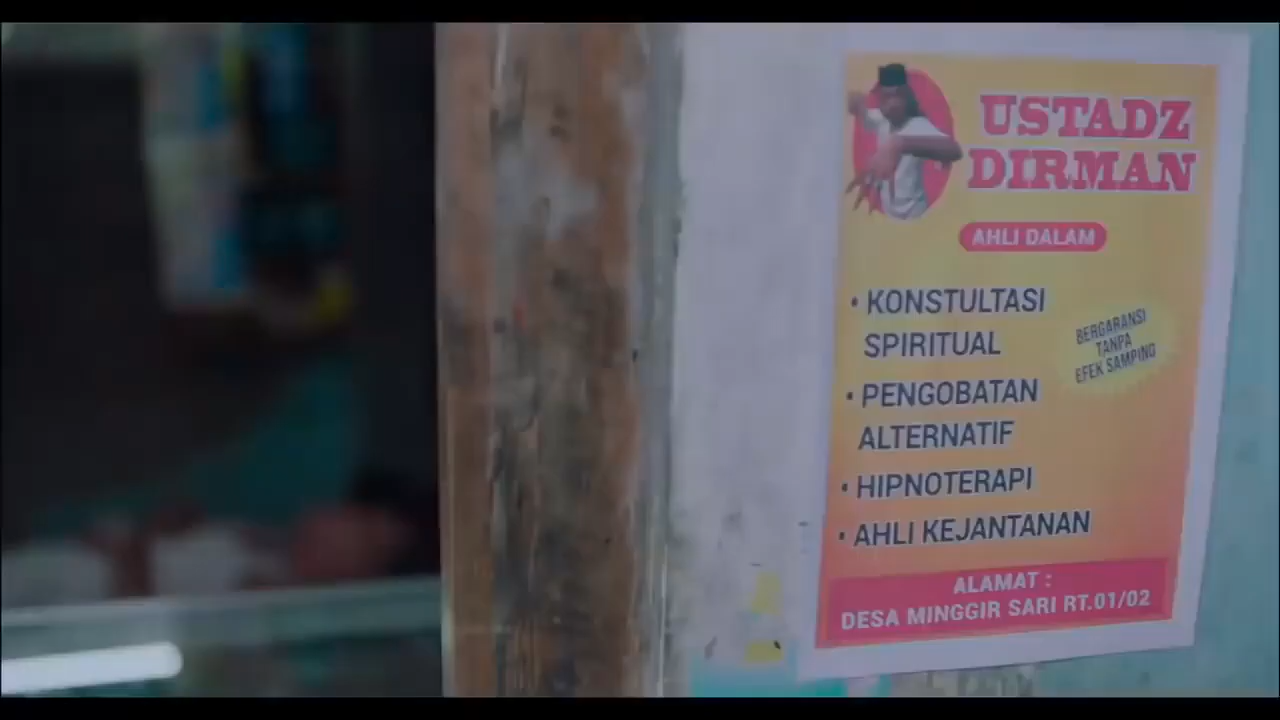 USTADZ
DIRMAN
AHLI DALAM
• KONSTULTASI
SPIRITUAL
BERGARANSI
TANPA
EFEK SAMPING
• PENGOBATAN
ALTERNATIF
• HIPNOTERAPI
• AHLI KEJANTANAN
ALAMAT :
DESA MINGGIR SARI RT.01/02